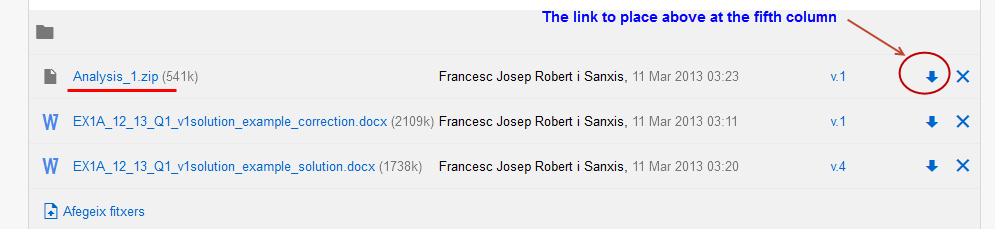 The link to place above at the fifth column
Analysis_1.zip (541k) Francesc Josep Robert i Sanxis, 11 Mar 2013 03:23 v.1
EX1A_12_13_Q1_v1solution_example_correction.docx (2109k) Francesc Josep Robert i Sanxis, 11 Mar 2013 03:11 v.1
EX1A_12_13_Q1_v1solution_example_solution.docx (1738k) Francesc Josep Robert i Sanxis, 11 Mar 2013 03:20 v.4
Afegeix fitxers